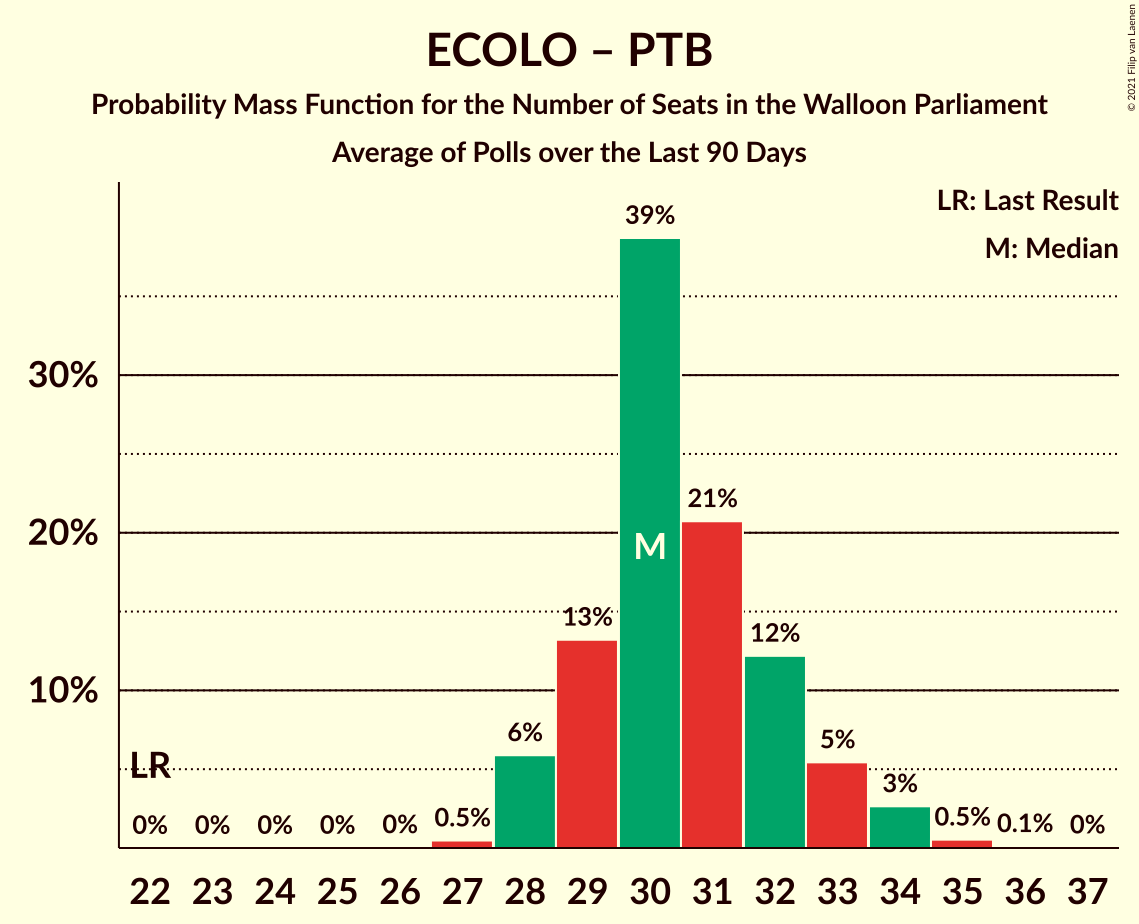 ECOLO – PTB
Probability Mass Function for the Number of Seats in the Walloon Parliament
Average of Polls over the Last 90 Days
© 2021 Filip van Laenen
LR: Last Result
M: Median
39%
30%
21%
20%
M
13%
12%
10%
6%
5%
LR
3%
0% 0% 0% 0% 0% 0.5% 0.5% 0.1% 0%
22 23 24 25 26 27 28 29 30 31 32 33 34 35 36 37